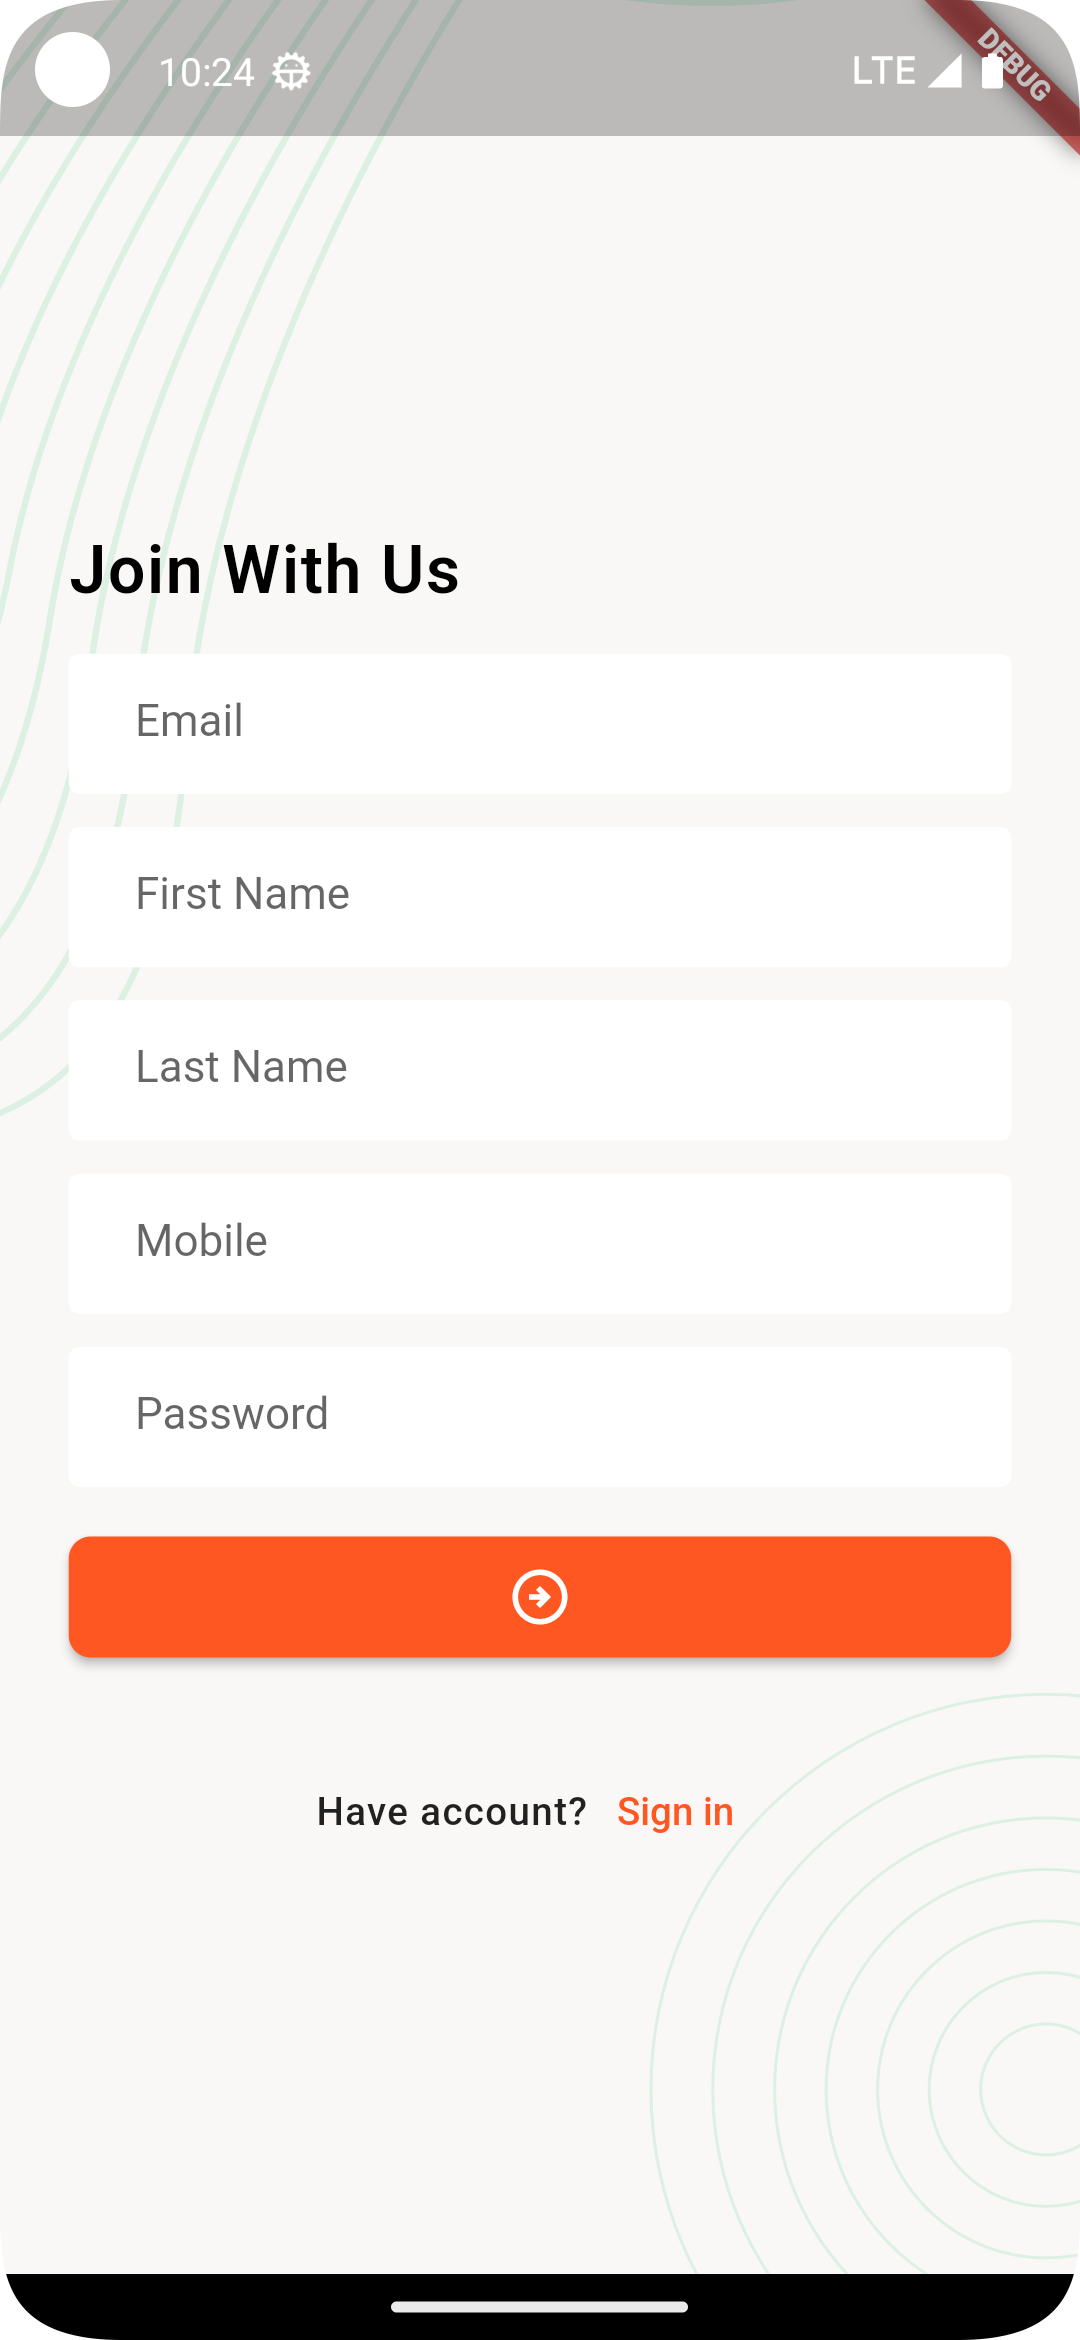 10:24
LTE
DEBUG
Join With Us
Email
First Name
Last Name
Mobile
Password
Have account? Sign in